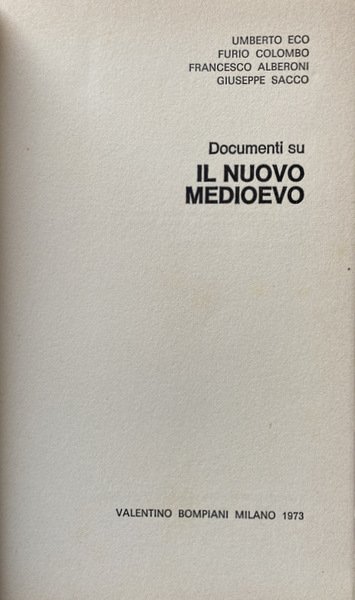 UMBERTO ECO
FURIO COLOMBO
FRANCESCO ALBERONI
GIUSEPPE SACCO
Documenti su
IL NUOVO
MEDIOEVO
VALENTINO BOMPIANI MILANO 1973